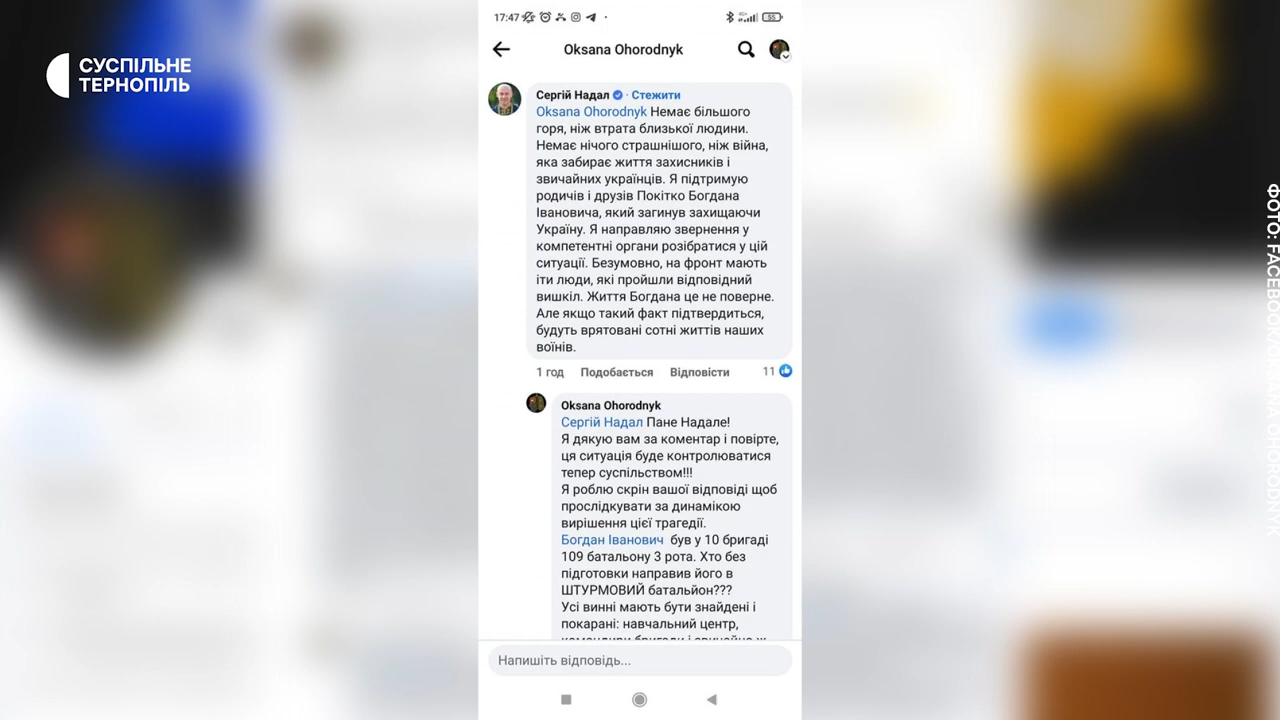 СУСПІЛЬНЕ
ТЕРНОПІЛЬ
17:47
55
Oksana Ohorodnyk
Сергій Надал · Стежити
Oksana Ohorodnyk Немає більшого
горя, ніж втрата близької людини.
Немає нічого страшнішого, ніж війна,
яка забирає життя захисників і
звичайних українців. Я підтримую
родичів і друзів Покітко Богдана
Івановича, який загинув захищаючи
Україну. Я направляю звернення у
компетентні органи розібратися у цій
ситуації. Безумовно, на фронт мають
іти люди, які пройшли відповідний
вишкіл. Життя Богдана це не поверне.
Але якщо такий факт підтвердиться,
будуть врятовані сотні життів наших
воїнів.
1 год Подобається Відповісти 11
Oksana Ohorodnyk
Сергій Надал Пане Надале!
Я дякую вам за коментар і повірте,
ця ситуація буде контролюватися
тепер суспільством!!!
Я роблю скрін вашої відповіді щоб
прослідкувати за динамікою
вирішення цієї трагедії.
Богдан Іванович був у 10 бригаді
109 батальону 3 рота. Хто без
підготовки направив його в
ШТУРМОВИЙ батальйон???
Усі винні мають бути знайдені і
покарані: навчальний центр,
командири бригади і звичайно ж
Напишіть відповідь...
ФОТО: FACEBOOK/